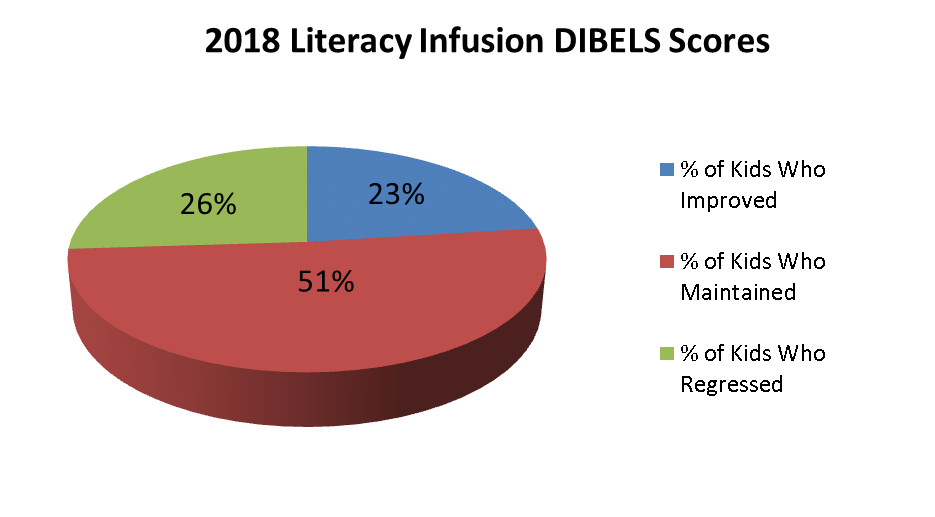 2018 Literacy Infusion DIBELS Scores
26%
23%
51%
% of Kids Who
Improved
% of Kids Who
Maintained
% of Kids Who
Regressed